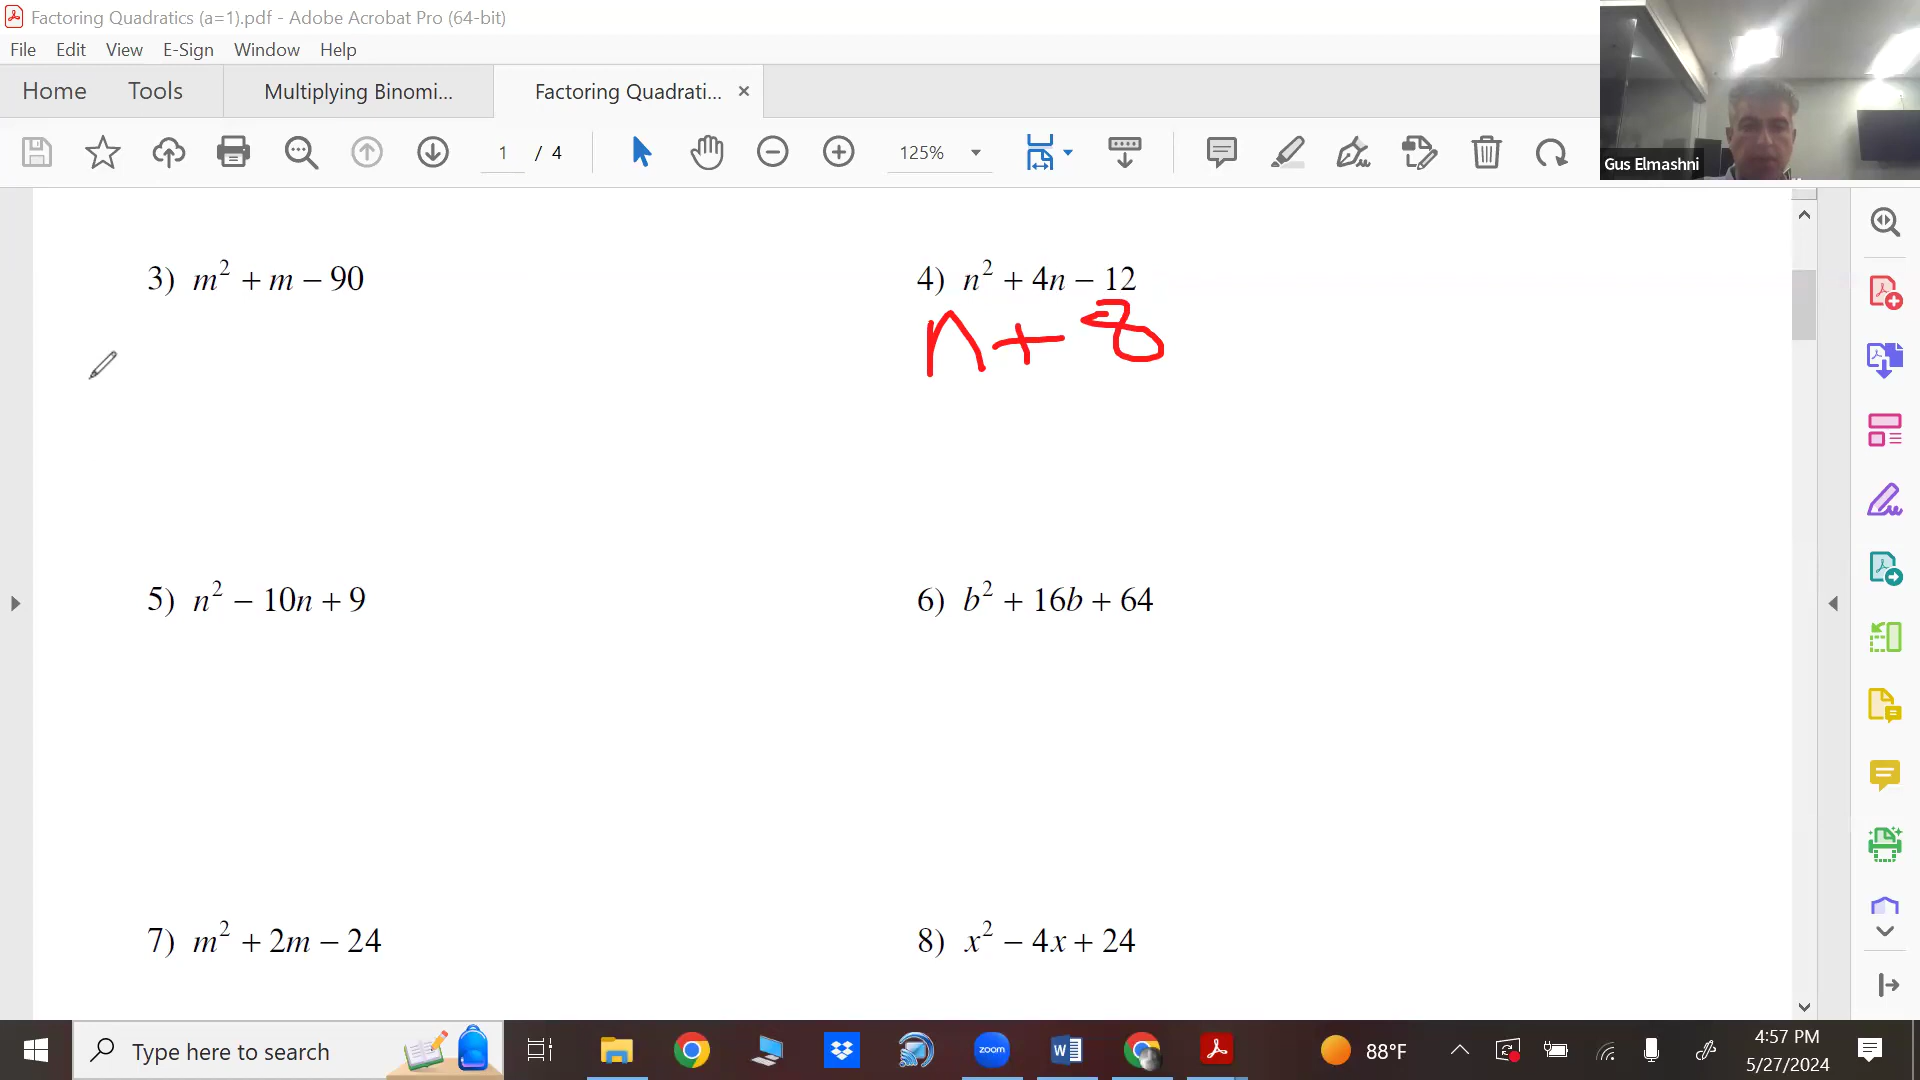 Factoring Quadratics (a=1).pdf - Adobe Acrobat Pro (64-bit)
File Edit View E-Sign Window Help
Home Tools Multiplying Binomi... Factoring Quadrati... ×
1 / 4 125%
Gus Elmashni
3) m² + m − 90
4) n² + 4n − 12
n + 8
5) n² − 10n + 9
6) b² + 16b + 64
7) m² + 2m − 24
8) x² − 4x + 24
Type here to search
zoom
88°F
4:57 PM
5/27/2024